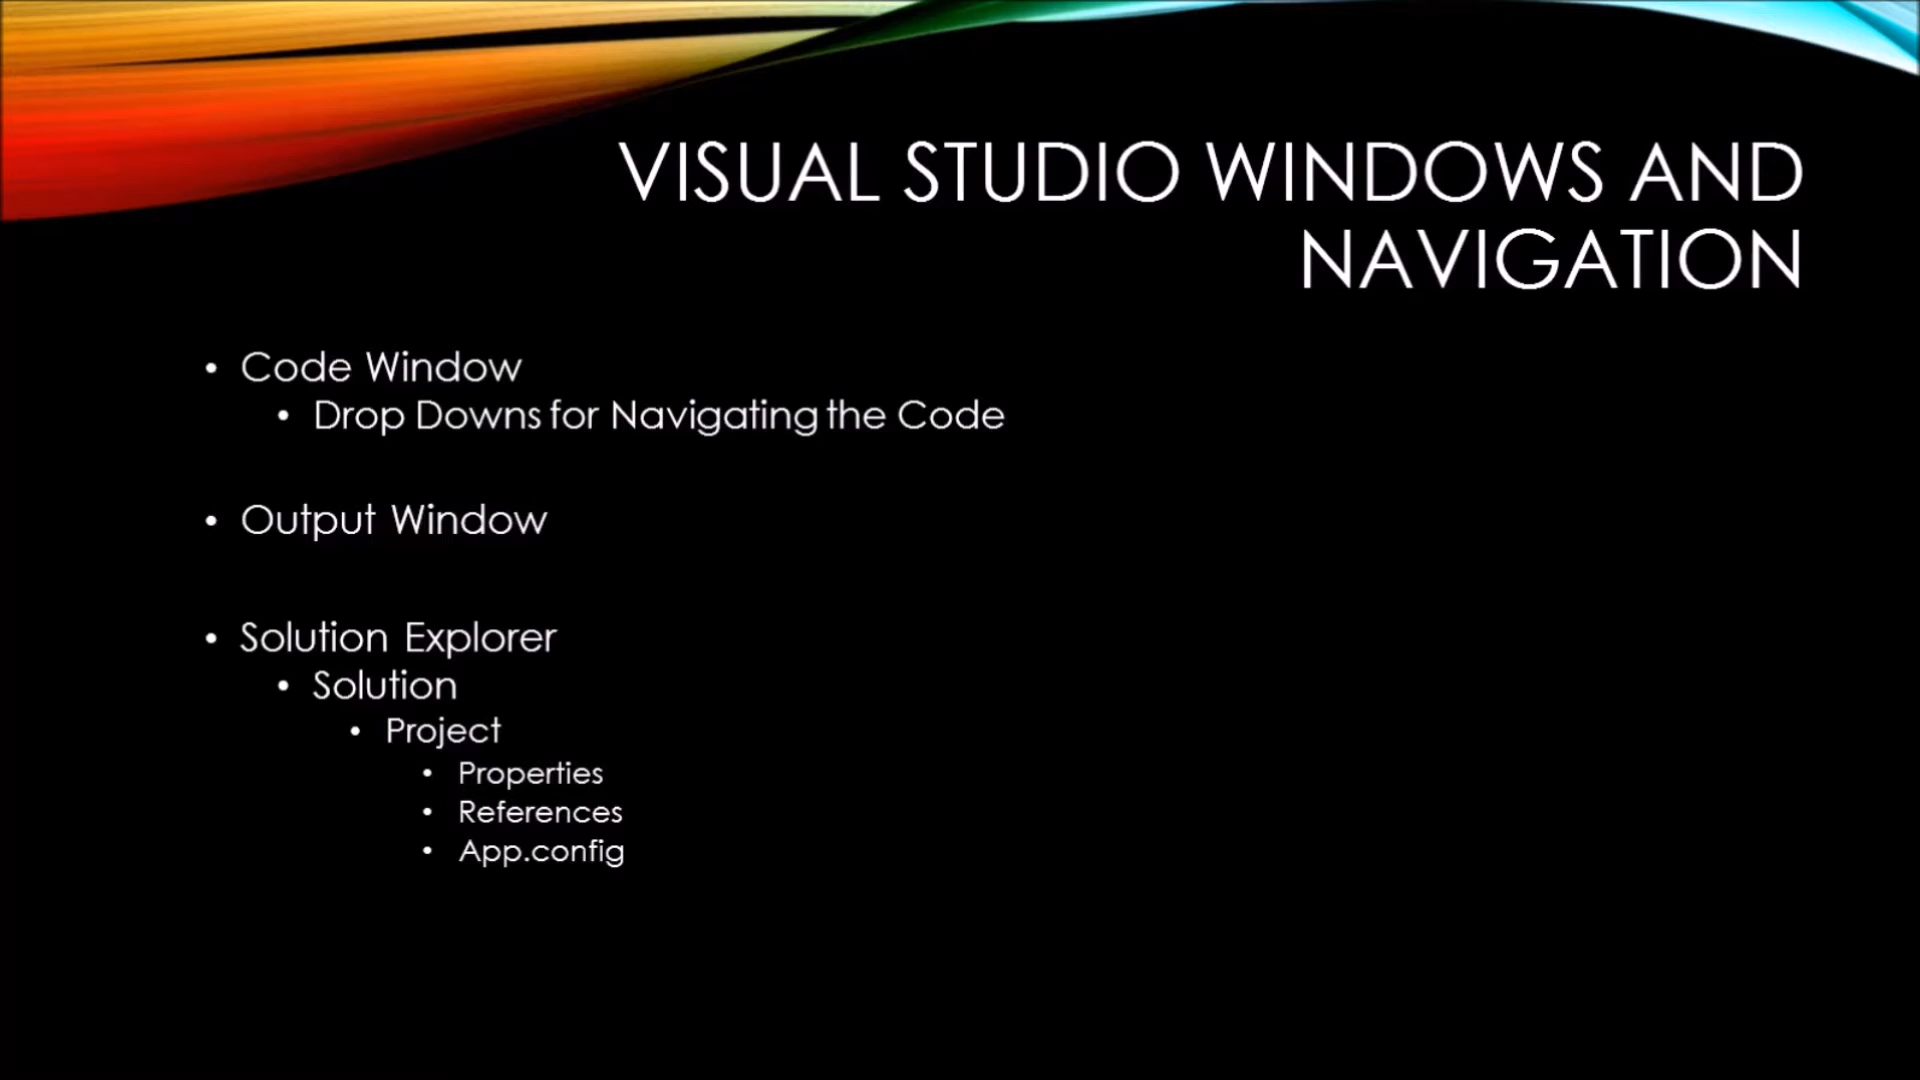 VISUAL STUDIO WINDOWS AND
NAVIGATION
• Code Window
• Drop Downs for Navigating the Code
• Output Window
• Solution Explorer
• Solution
• Project
• Properties
• References
• App.config